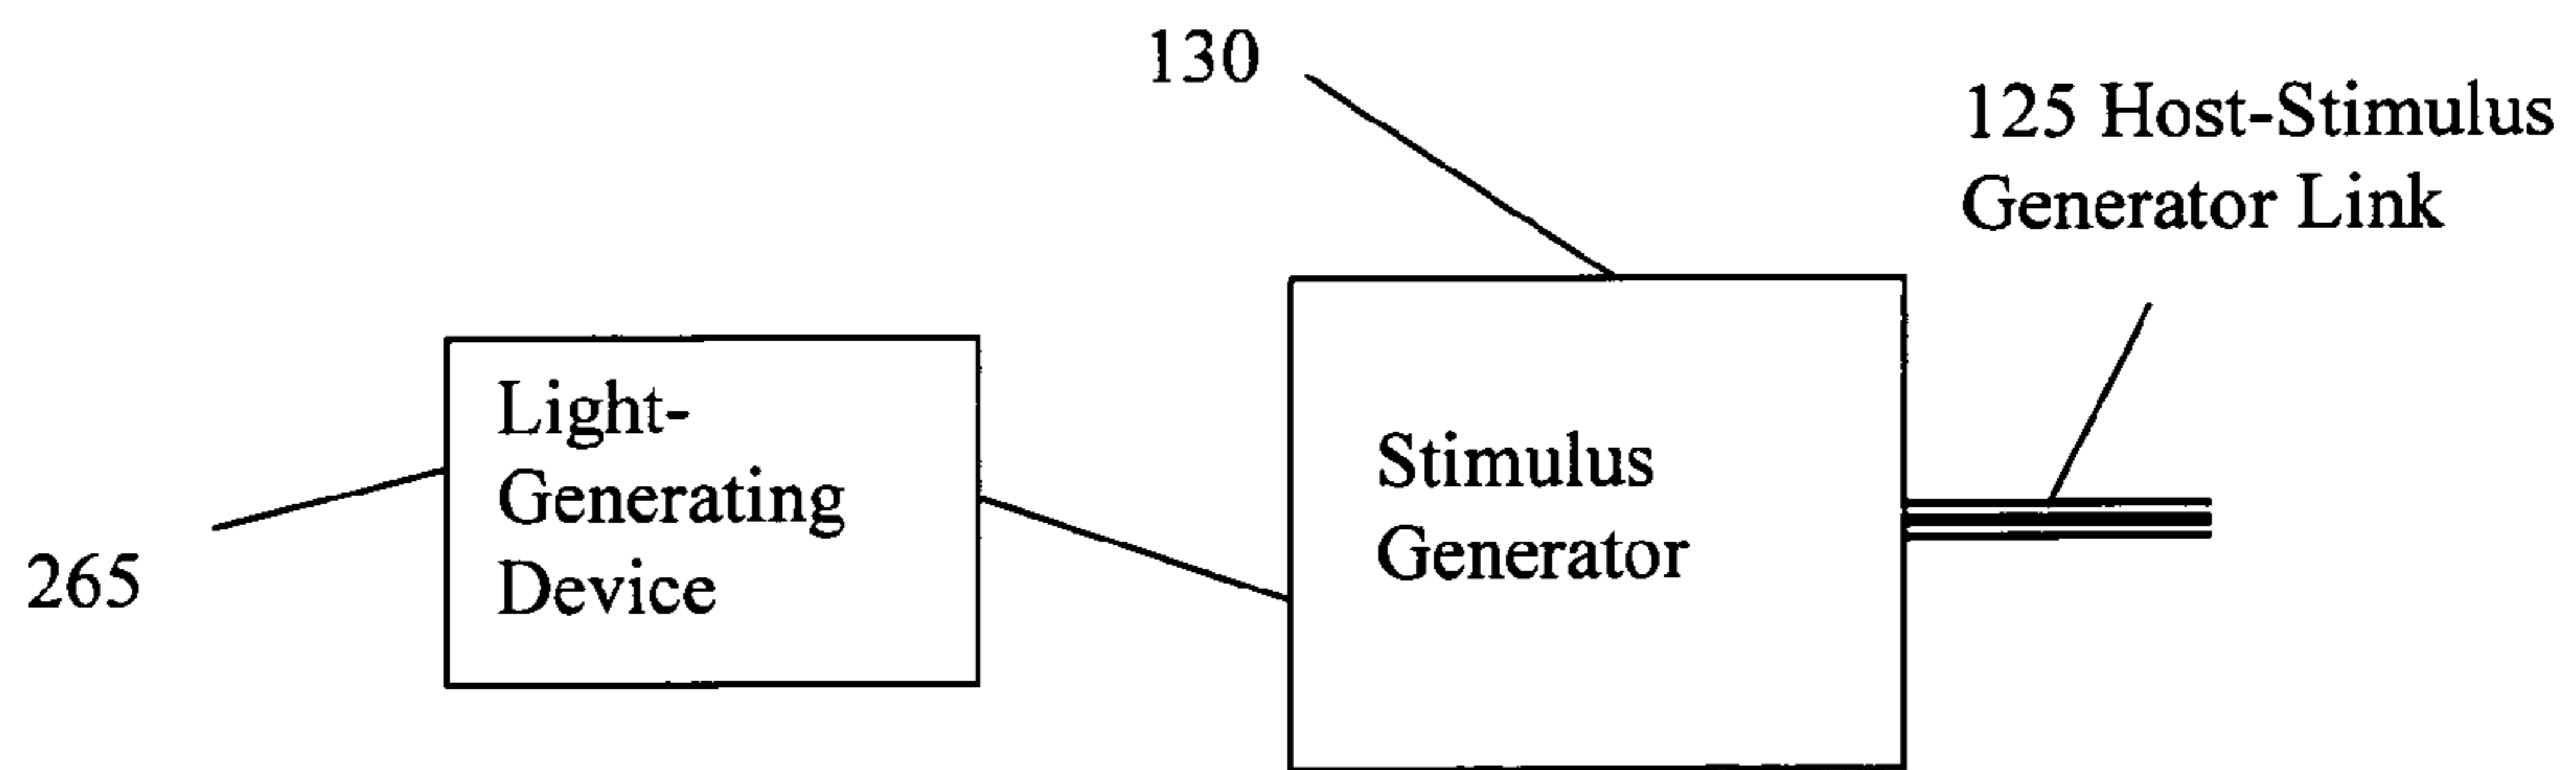 130
125 Host-Stimulus
Generator Link
Light-
Generating
Device
Stimulus
Generator
265